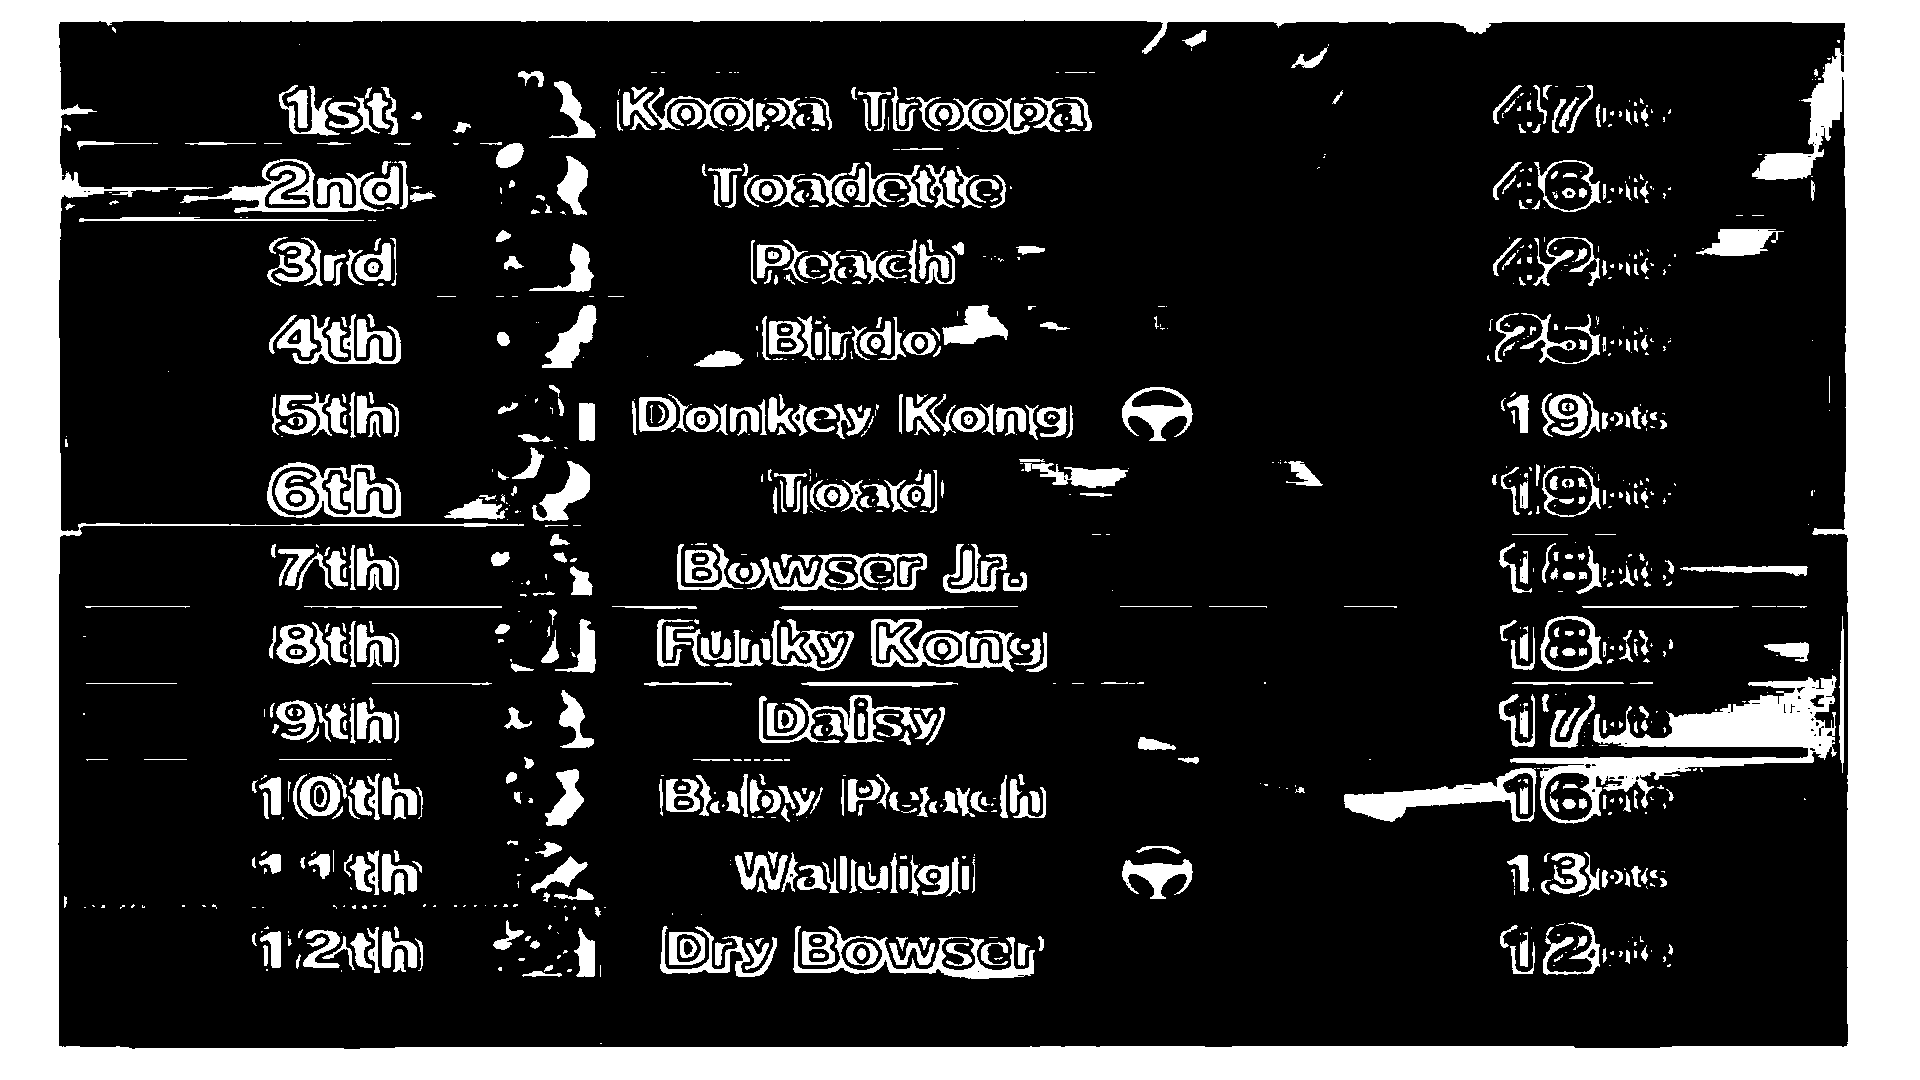 1st Koopa Troopa 47pts
2nd Toadette 46pts
3rd Peach 42pts
4th Birdo 25pts
5th Donkey Kong 19pts
6th Toad 19pts
7th Bowser Jr. 18pts
8th Funky Kong 18pts
9th Daisy 17pts
10th Baby Peach 16pts
11th Waluigi 13pts
12th Dry Bowser 12pts